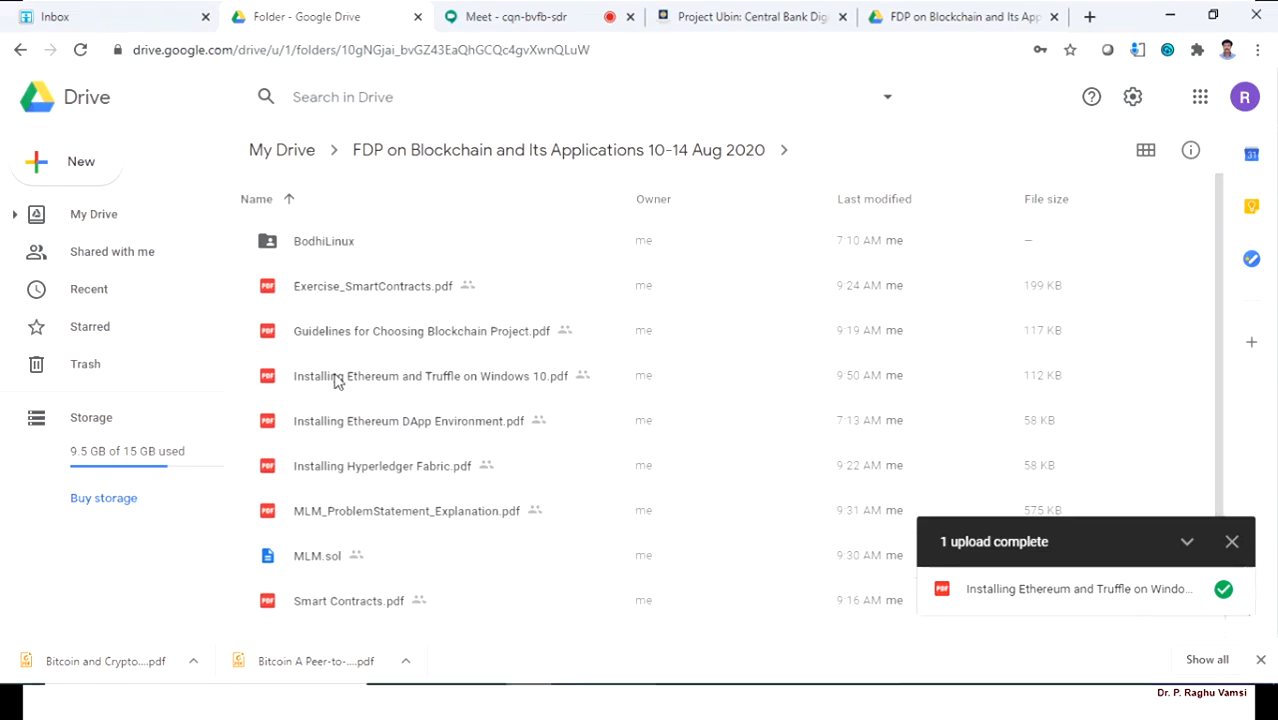 Inbox
Folder - Google Drive
Meet - cqn-bvfb-sdr
Project Ubin: Central Bank Dig
FDP on Blockchain and Its App
drive.google.com/drive/u/1/folders/10gNGjai_bvGZ43EaQhGCQc4gvXwnQLuW
Drive
Search in Drive
R
New
My Drive
FDP on Blockchain and Its Applications 10-14 Aug 2020
31
Name
Owner
Last modified
File size
My Drive
Shared with me
Recent
Starred
Trash
Storage
9.5 GB of 15 GB used
Buy storage
BodhiLinux me 7:10 AM me —
PDF Exercise_SmartContracts.pdf me 9:24 AM me 199 KB
PDF Guidelines for Choosing Blockchain Project.pdf me 9:19 AM me 117 KB
PDF Installing Ethereum and Truffle on Windows 10.pdf me 9:50 AM me 112 KB
PDF Installing Ethereum DApp Environment.pdf me 7:13 AM me 58 KB
PDF Installing Hyperledger Fabric.pdf me 9:22 AM me 58 KB
PDF MLM_ProblemStatement_Explanation.pdf me 9:31 AM me 575 KB
MLM.sol me 9:30 AM me
PDF Smart Contracts.pdf me 9:16 AM me
1 upload complete
PDF Installing Ethereum and Truffle on Windo...
Bitcoin and Crypto....pdf
Bitcoin A Peer-to-....pdf
Show all
Dr. P. Raghu Vamsi